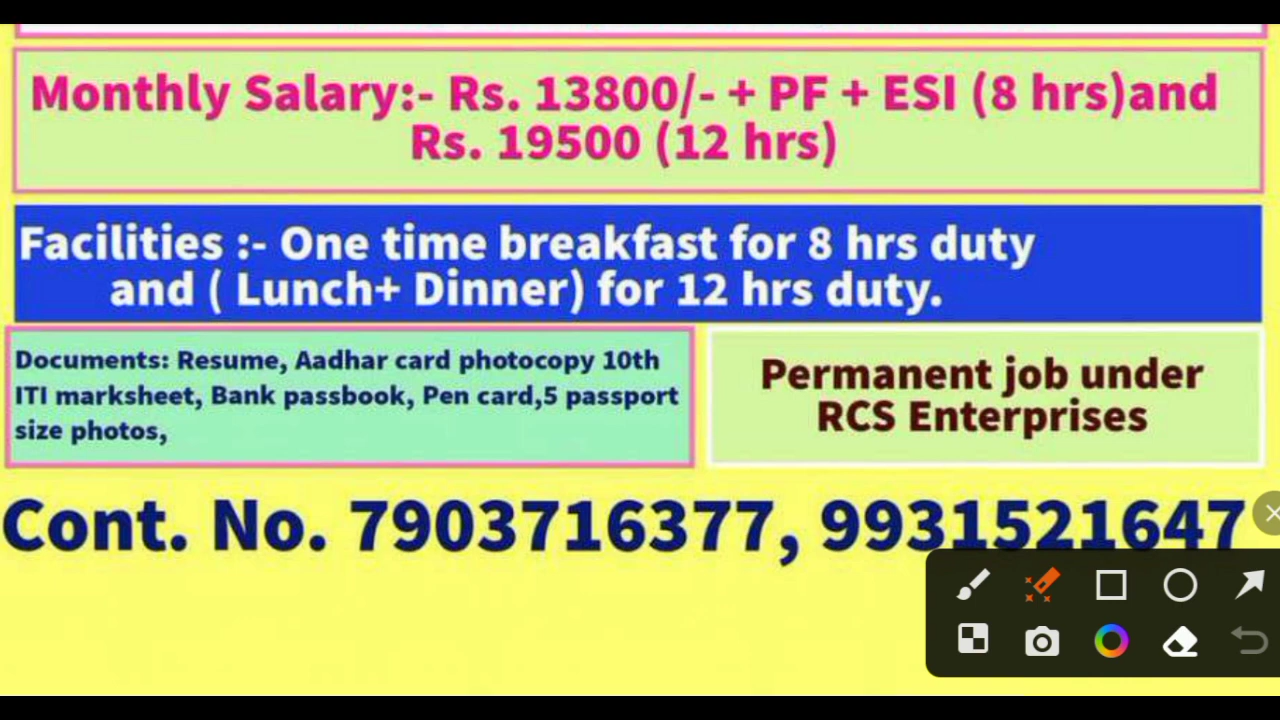 Monthly Salary:- Rs. 13800/- + PF + ESI (8 hrs)and
Rs. 19500 (12 hrs)
Facilities :- One time breakfast for 8 hrs duty
and ( Lunch+ Dinner) for 12 hrs duty.
Documents: Resume, Aadhar card photocopy 10th
ITI marksheet, Bank passbook, Pen card,5 passport
size photos,
Permanent job under
RCS Enterprises
Cont. No. 7903716377, 9931521647